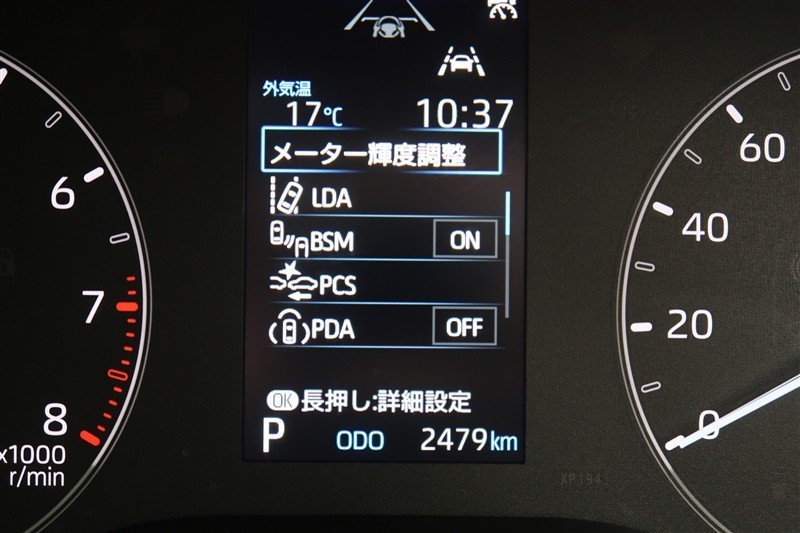 外気温
17℃ 10:37
メーター輝度調整
LDA
BSM ON
PCS
PDA OFF
OK 長押し:詳細設定
P ODO 2479km
6
7
8
x1000
r/min
60
40
20
0
XP194